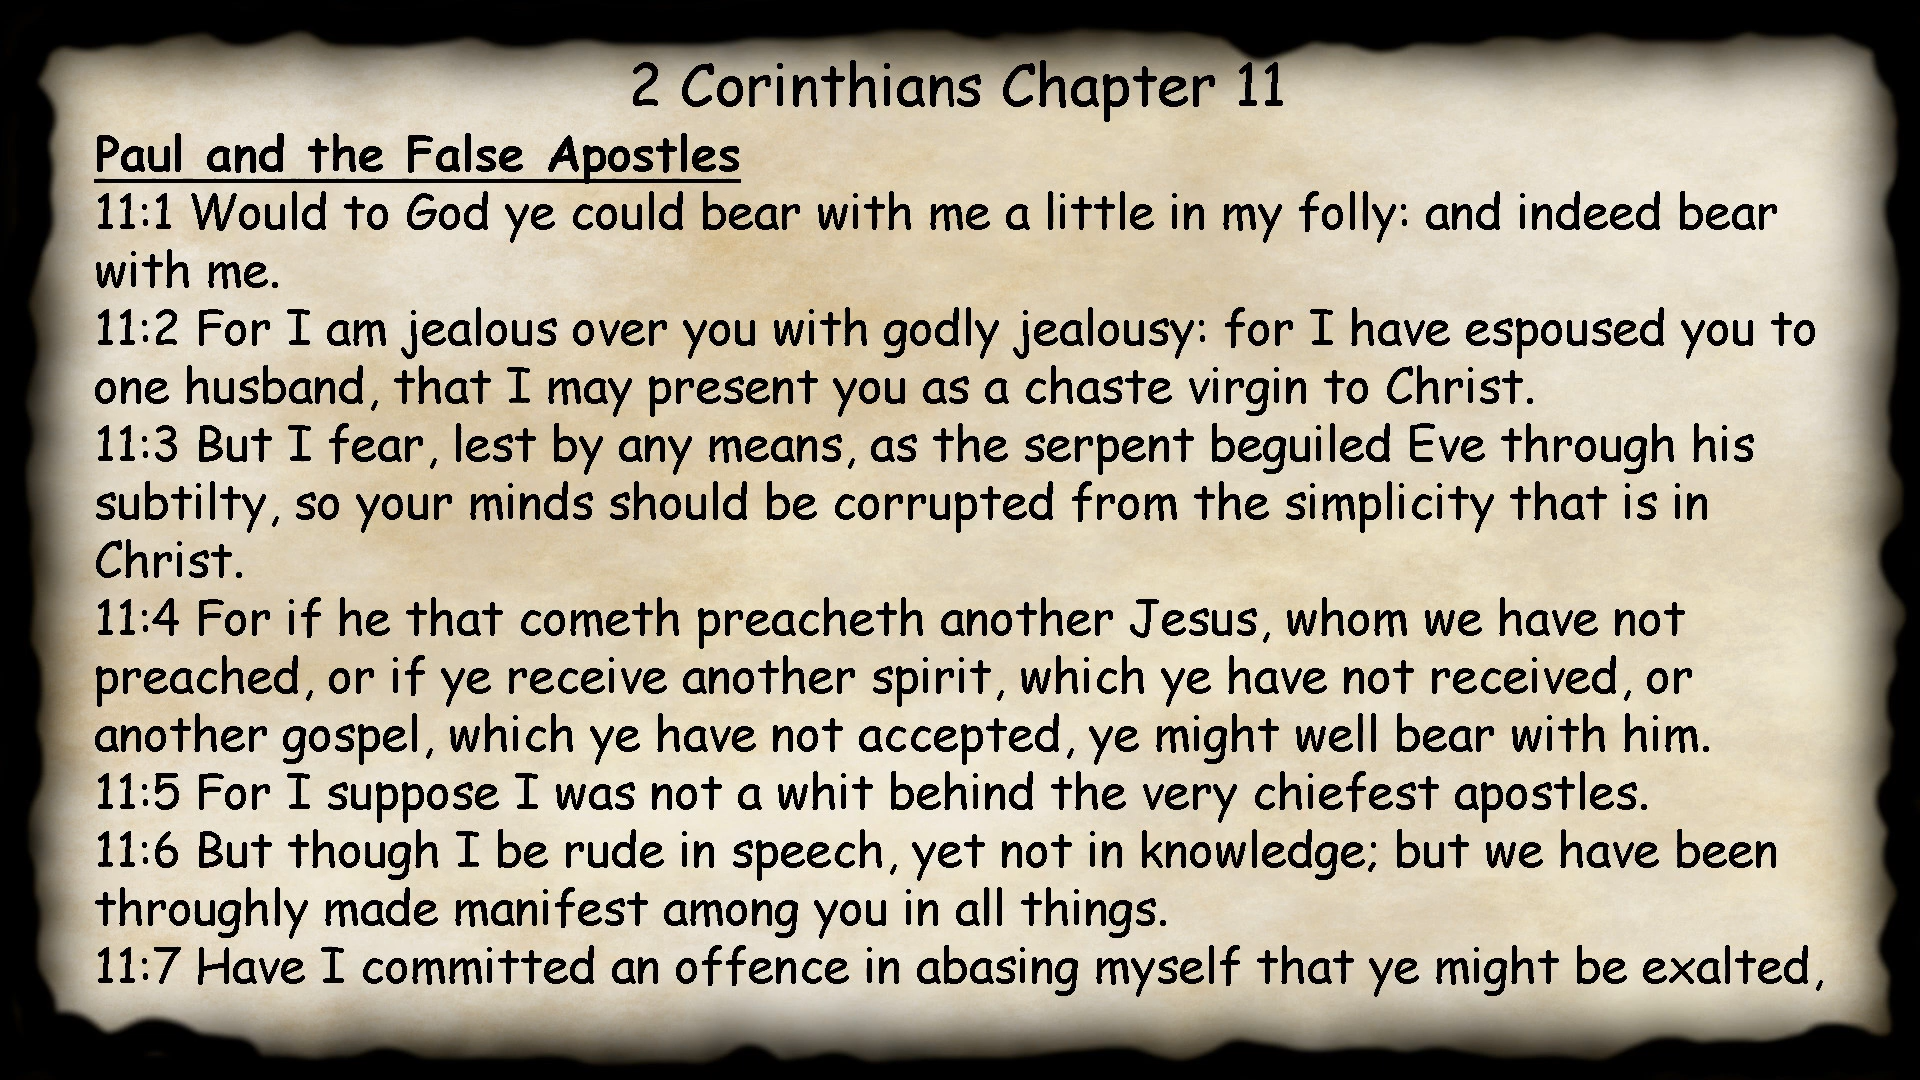 2 Corinthians Chapter 11
Paul and the False Apostles
11:1 Would to God ye could bear with me a little in my folly: and indeed bear
with me.
11:2 For I am jealous over you with godly jealousy: for I have espoused you to
one husband, that I may present you as a chaste virgin to Christ.
11:3 But I fear, lest by any means, as the serpent beguiled Eve through his
subtilty, so your minds should be corrupted from the simplicity that is in
Christ.
11:4 For if he that cometh preacheth another Jesus, whom we have not
preached, or if ye receive another spirit, which ye have not received, or
another gospel, which ye have not accepted, ye might well bear with him.
11:5 For I suppose I was not a whit behind the very chiefest apostles.
11:6 But though I be rude in speech, yet not in knowledge; but we have been
throughly made manifest among you in all things.
11:7 Have I committed an offence in abasing myself that ye might be exalted,